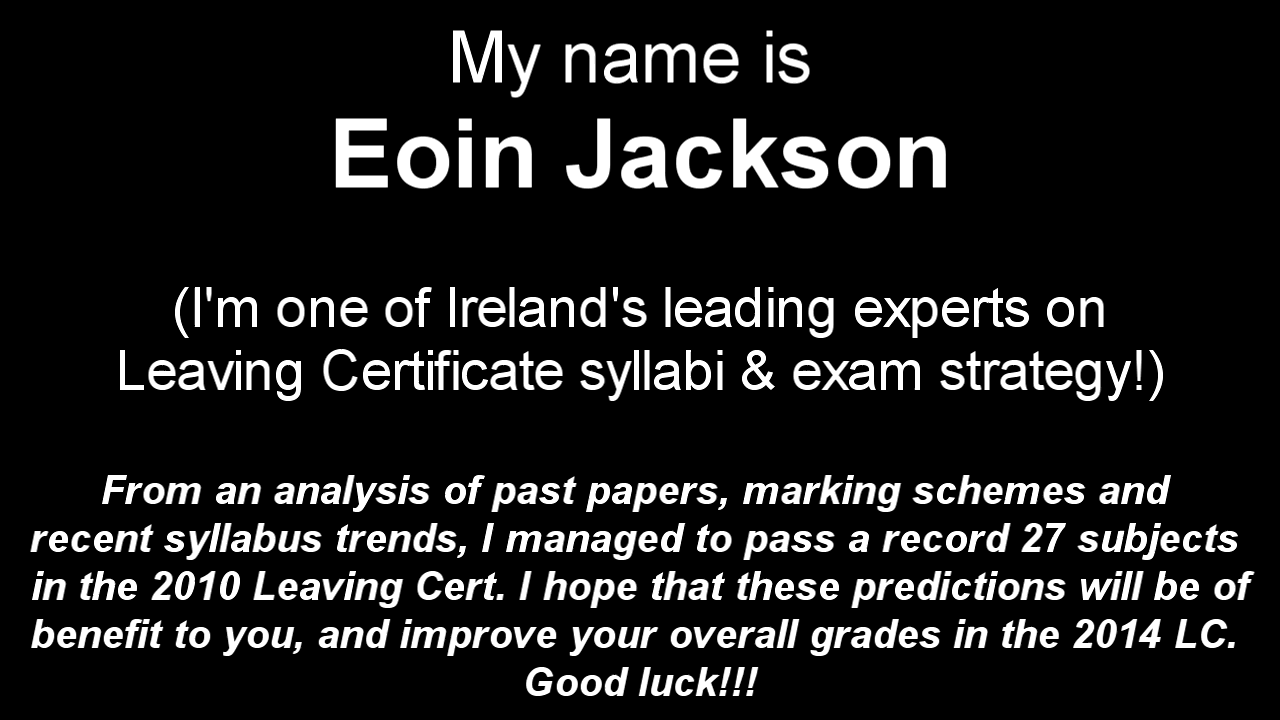 My name is
Eoin Jackson
(I'm one of Ireland's leading experts on
Leaving Certificate syllabi & exam strategy!)
From an analysis of past papers, marking schemes and
recent syllabus trends, I managed to pass a record 27 subjects
in the 2010 Leaving Cert. I hope that these predictions will be of
benefit to you, and improve your overall grades in the 2014 LC.
Good luck!!!